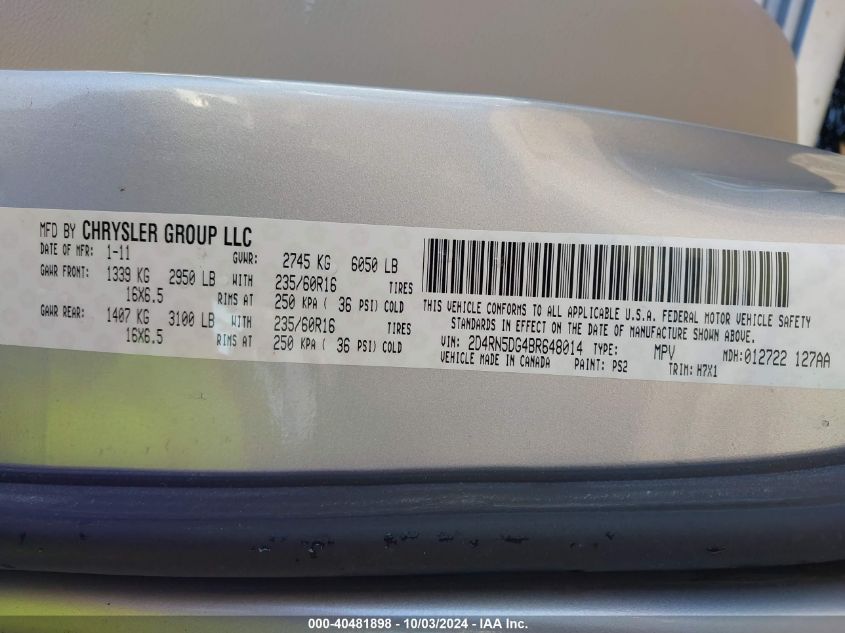 MFD BY CHRYSLER GROUP LLC
DATE OF MFR: 1-11 GVWR: 2745 KG 6050 LB
GAWR FRONT: 1339 KG 2950 LB WITH 235/60R16 TIRES
16X6.5 RIMS AT 250 KPA ( 36 PSI) COLD
GAWR REAR: 1407 KG 3100 LB WITH 235/60R16 TIRES
16X6.5 RIMS AT 250 KPA ( 36 PSI) COLD
THIS VEHICLE CONFORMS TO ALL APPLICABLE U.S.A. FEDERAL MOTOR VEHICLE SAFETY
STANDARDS IN EFFECT ON THE DATE OF MANUFACTURE SHOWN ABOVE.
VIN: 2D4RN5DG4BR648014 TYPE: MPV MDH: 012722 127AA
VEHICLE MADE IN CANADA PAINT: PS2 TRIM: H7X1
000-40481898 - 10/03/2024 - IAA Inc.